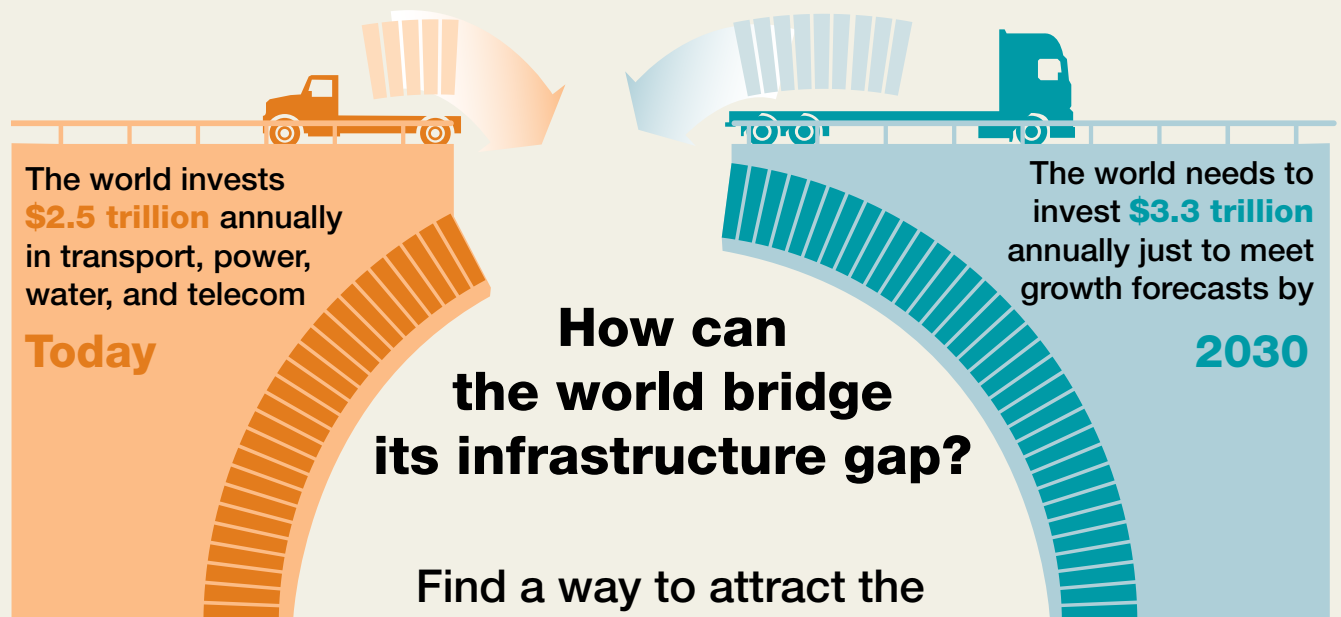 The world invests
$2.5 trillion annually
in transport, power,
water, and telecom
Today
The world needs to
invest $3.3 trillion
annually just to meet
growth forecasts by
2030
How can
the world bridge
its infrastructure gap?
Find a way to attract the